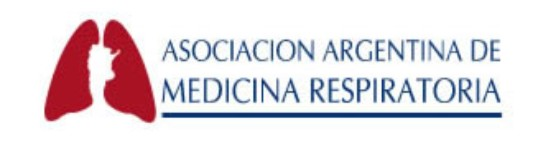 ASOCIACION ARGENTINA DE
MEDICINA RESPIRATORIA